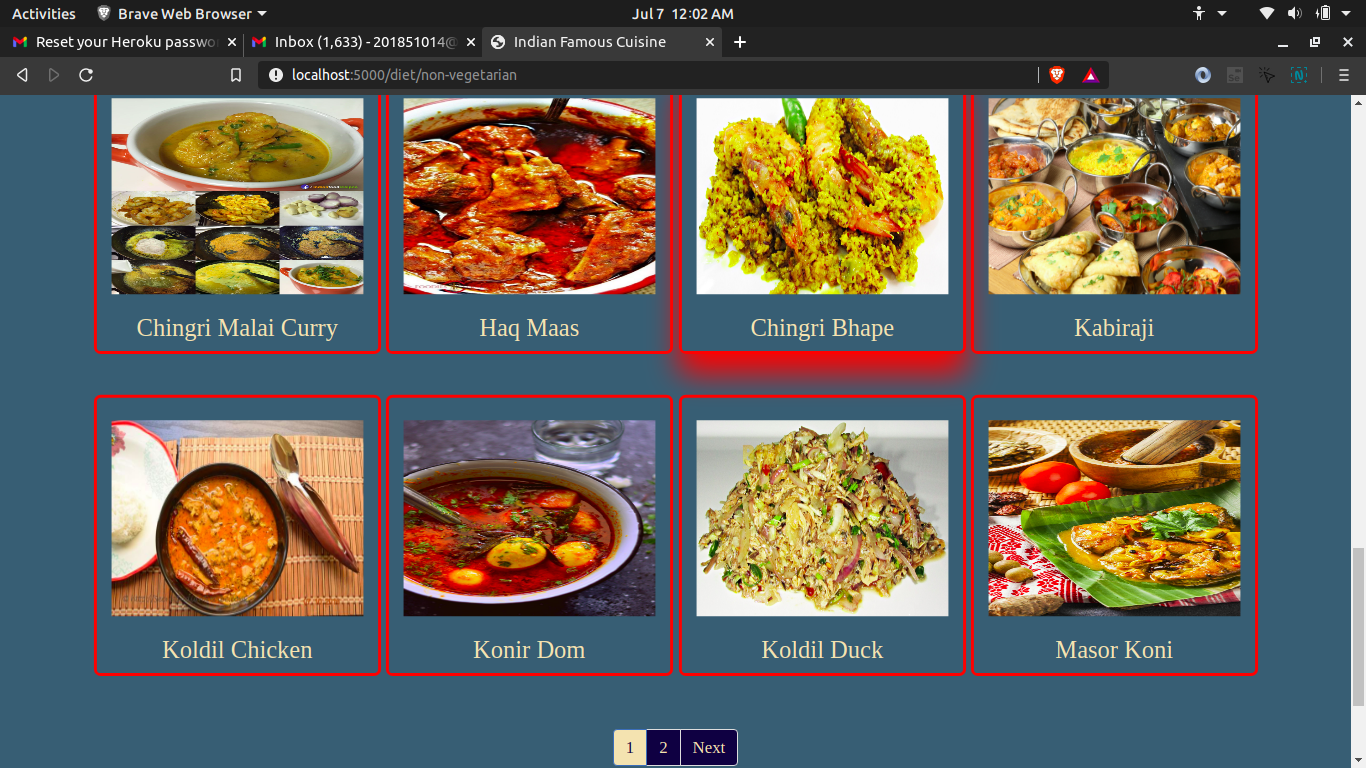 Activities Brave Web Browser Jul 7 12:02 AM
Reset your Heroku passwo Inbox (1,633) - 201851014@ Indian Famous Cuisine
localhost:5000/diet/non-vegetarian
Chingri Malai Curry Haq Maas Chingri Bhape Kabiraji
Koldil Chicken Konir Dom Koldil Duck Masor Koni
1 2 Next